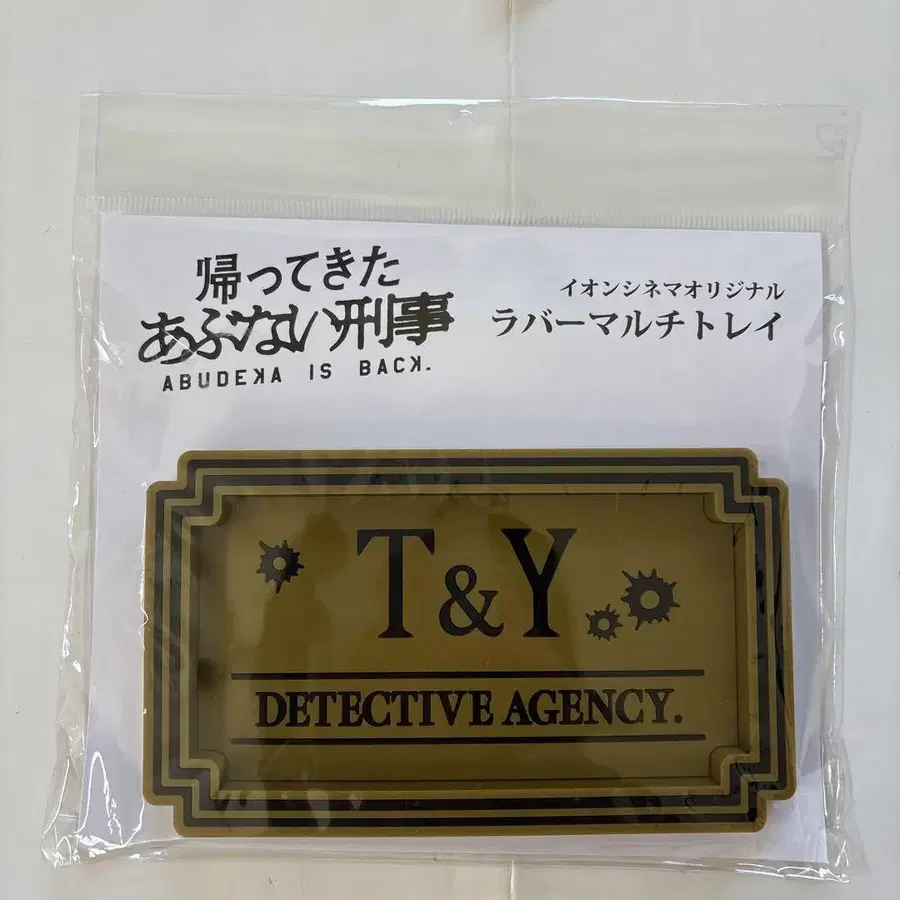 帰ってきた
あぶない刑事
ABUDEKA IS BACK.
イオンシネマオリジナル
ラバーマルチトレイ
T&Y
DETECTIVE AGENCY.